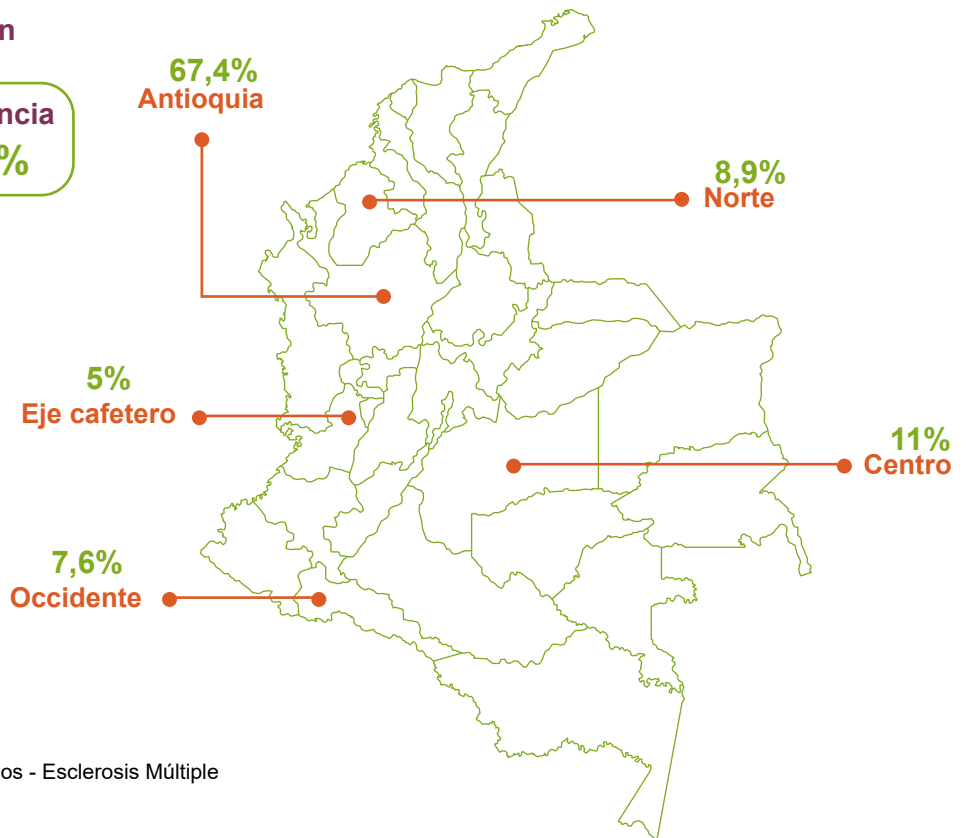 n
ncia
%
67,4%
Antioquia
8,9%
Norte
5%
Eje cafetero
11%
Centro
7,6%
Occidente
os - Esclerosis Múltiple